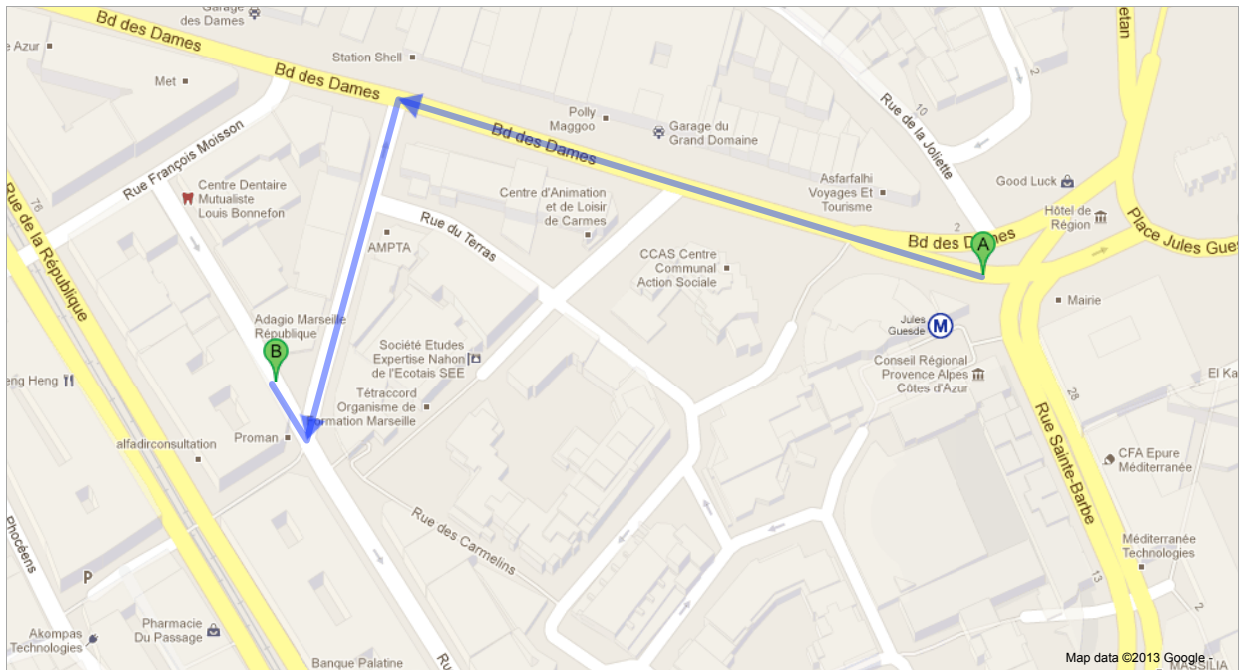 Garage
des Dames
Bd des Dames
Azur
Met
Station Shell
Bd des Dames
Polly
Maggoo
Garage du
Grand Domaine
Bd des Dames
Rue de la Joliette
10
2
etan
Rue François Moisson
Centre Dentaire
Mutualiste
Louis Bonnefon
Centre d'Animation
et de Loisir
de Carmes
Asfarfalhi
Voyages Et
Tourisme
Good Luck
Hôtel de
Région
2
Bd des Dames
A
Place Jules Gues
Rue de la République
76
AMPTA
Rue du Terras
CCAS Centre
Communal
Action Sociale
Mairie
Jules
Guesde
M
Adagio Marseille
République
B
Société Etudes
Expertise Nahon
de l'Ecotais SEE
Conseil Régional
Provence Alpes
Côtes d'Azur
El Ka
eng Heng
Tétraccord
Organisme de
Formation Marseille
28
Proman
alfadirconsultation
Rue Sainte-Barbe
CFA Epure
Méditerranée
Phocéens
Rue des Carmelins
Méditerranée
Technologies
P
13
2
Akompas
Technologies
Pharmacie
Du Passage
Banque Palatine
Map data ©2013 Google -
MASSILIA